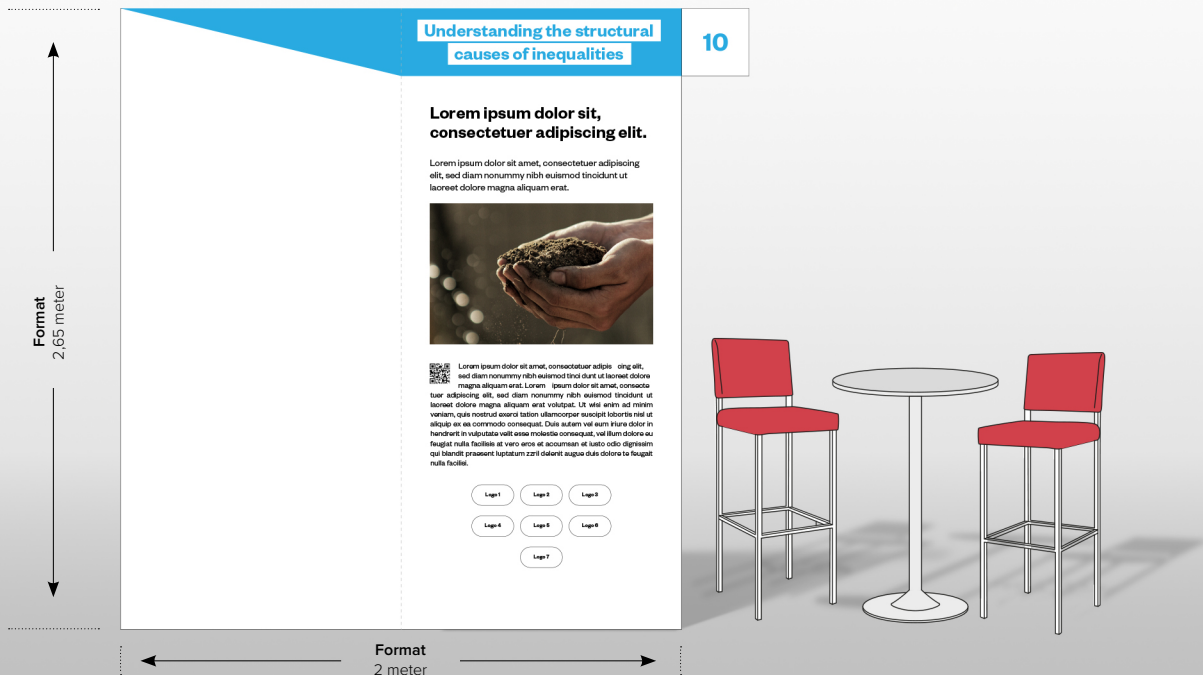 Understanding the structural
causes of inequalities
10
Lorem ipsum dolor sit,
consectetuer adipiscing elit.
Lorem ipsum dolor sit amet, consectetuer adipiscing
elit, sed diam nonummy nibh euismod tincidunt ut
laoreet dolore magna aliquam erat.
Lorem ipsum dolor sit amet, consectetuer adipis cing elit,
sed diam nonummy nibh euismod tinci dunt ut laoreet dolore
magna aliquam erat. Lorem ipsum dolor sit amet, consecte
tuer adipiscing elit, sed diam nonummy nibh euismod tincidunt ut
laoreet dolore magna aliquam erat volutpat. Ut wisi enim ad minim
veniam, quis nostrud exerci tation ullamcorper suscipit lobortis nisl ut
aliquip ex ea commodo consequat. Duis autem vel eum iriure dolor in
hendrerit in vulputate velit esse molestie consequat, vel illum dolore eu
feugiat nulla facilisis at vero eros et accumsan et iusto odio dignissim
qui blandit praesent luptatum zzril delenit augue duis dolore te feugait
nulla facilisi.
Logo 1
Logo 2
Logo 3
Logo 4
Logo 5
Logo 6
Logo 7
Format
2,65 meter
Format
2 meter